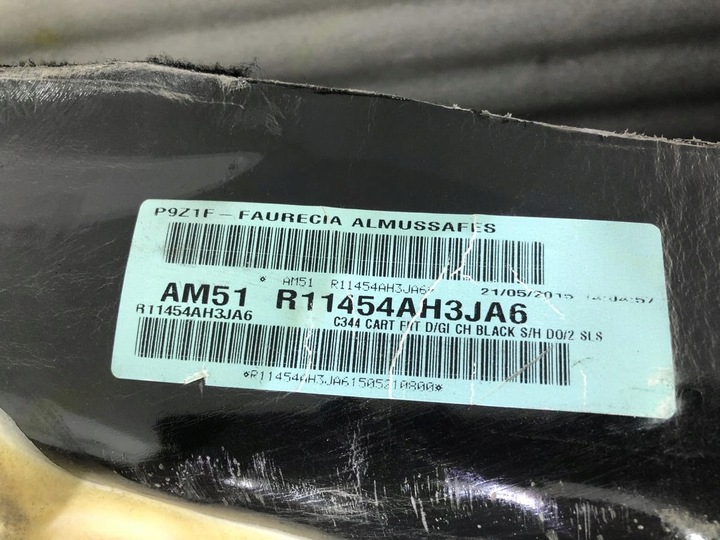 P9Z1F - FAURECIA ALMUSSAFES
* AM51 R11454AH3JA6*
21/05/2015
AM51 R11454AH3JA6
R11454AH3JA6
C344 CART FRT D/GI CH BLACK S/H DO/2 SLS
*R11454AH3JA61505210800*